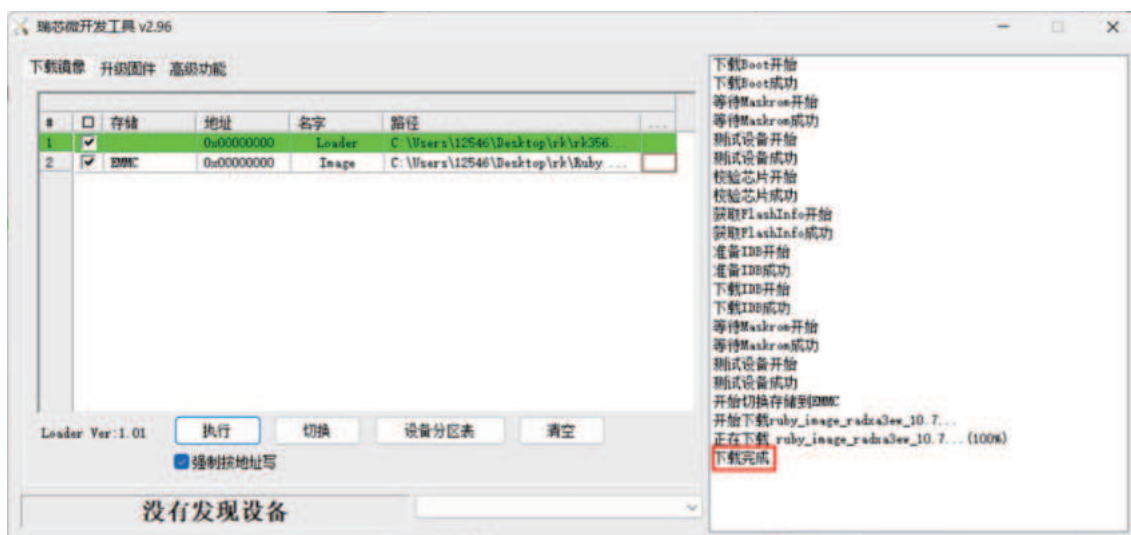 瑞芯微开发工具 v2.96
下载镜像 升级固件 高级功能
# 存储 地址 名字 路径 ...
1 0x00000000 Loader C:\Users\12546\Desktop\rk\rk356...
2 EMMC 0x00000000 Image C:\Users\12546\Desktop\rk\Ruby ...
Loader Ver:1.01 执行 切换 设备分区表 清空
强制按地址写
没有发现设备
下载Boot开始
下载Boot成功
等待Maskrom开始
等待Maskrom成功
测试设备开始
测试设备成功
校验芯片开始
校验芯片成功
获取FlashInfo开始
获取FlashInfo成功
准备IDB开始
准备IDB成功
下载IDB开始
下载IDB成功
等待Maskrom开始
等待Maskrom成功
测试设备开始
测试设备成功
开始切换存储到EMMC
开始下载ruby_image_radxa3ew_10.7...
正在下载 ruby_image_radxa3ew_10.7...(100%)
下载完成